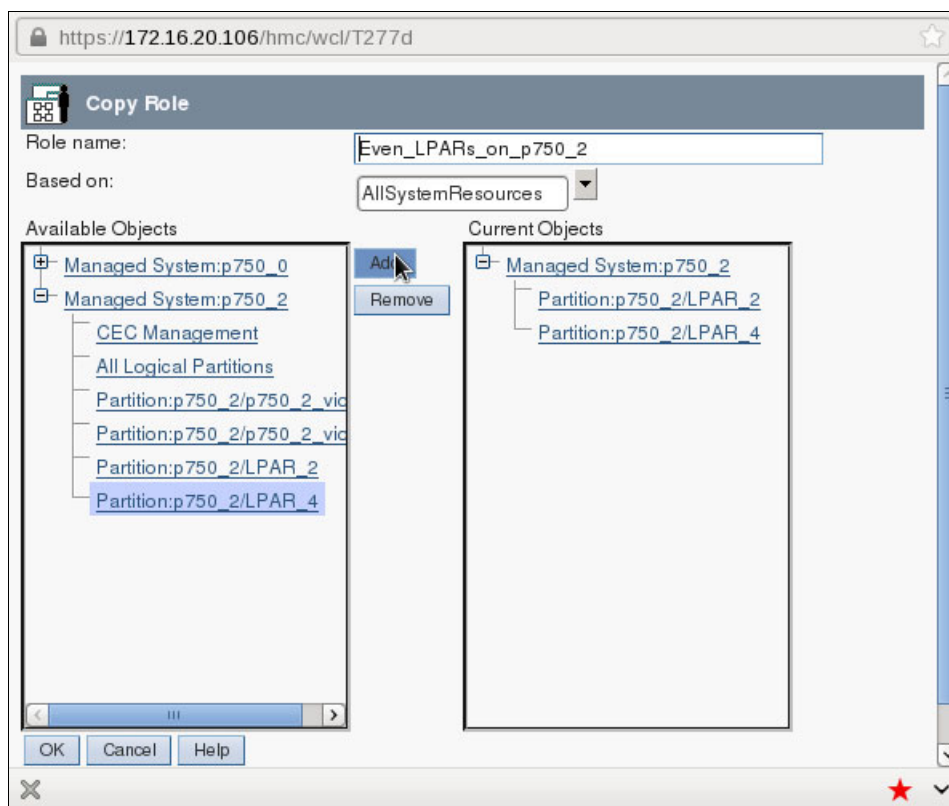 https://172.16.20.106/hmc/wcl/T277d
Copy Role
Role name:
Even_LPARs_on_p750_2
Based on:
AllSystemResources
Available Objects
Managed System:p750_0
Managed System:p750_2
CEC Management
All Logical Partitions
Partition:p750_2/p750_2_vio
Partition:p750_2/p750_2_vio
Partition:p750_2/LPAR_2
Partition:p750_2/LPAR_4
Add
Remove
Current Objects
Managed System:p750_2
Partition:p750_2/LPAR_2
Partition:p750_2/LPAR_4
OK
Cancel
Help